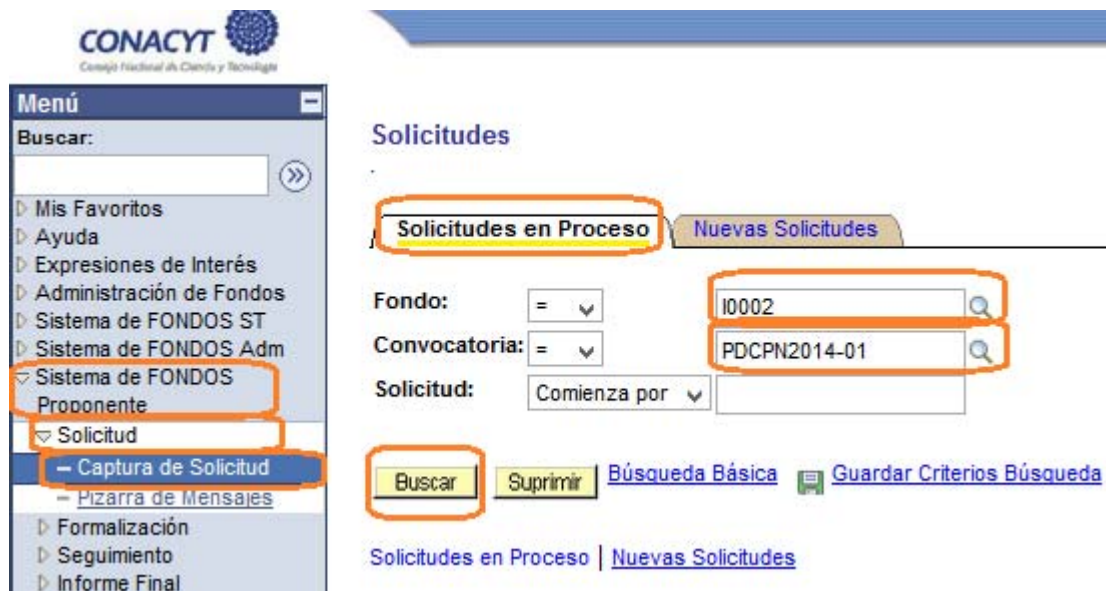 CONACYT
Consejo Nacional de Ciencia y Tecnología
Menú
Buscar:
Mis Favoritos
Ayuda
Expresiones de Interés
Administración de Fondos
Sistema de FONDOS ST
Sistema de FONDOS Adm
Sistema de FONDOS
Proponente
Solicitud
– Captura de Solicitud
– Pizarra de Mensajes
Formalización
Seguimiento
Informe Final
Solicitudes
Solicitudes en Proceso Nuevas Solicitudes
Fondo: = I0002
Convocatoria: = PDCPN2014-01
Solicitud: Comienza por
Buscar Suprimir Búsqueda Básica Guardar Criterios Búsqueda
Solicitudes en Proceso | Nuevas Solicitudes